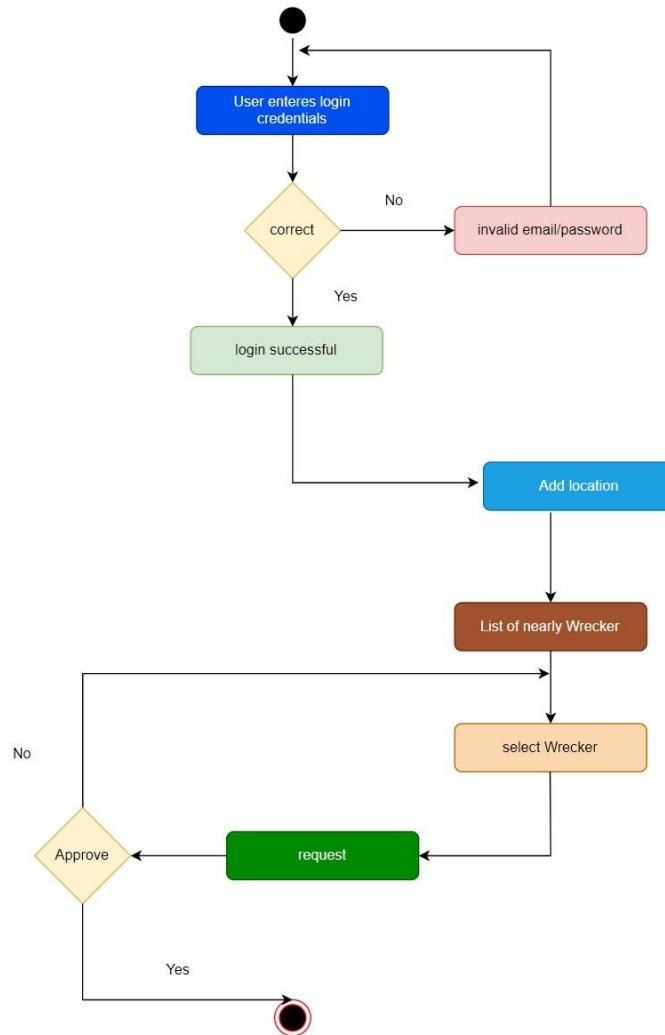 User enteres login
credentials
correct
No
invalid email/password
Yes
login successful
Add location
List of nearly Wrecker
select Wrecker
No
request
Approve
Yes